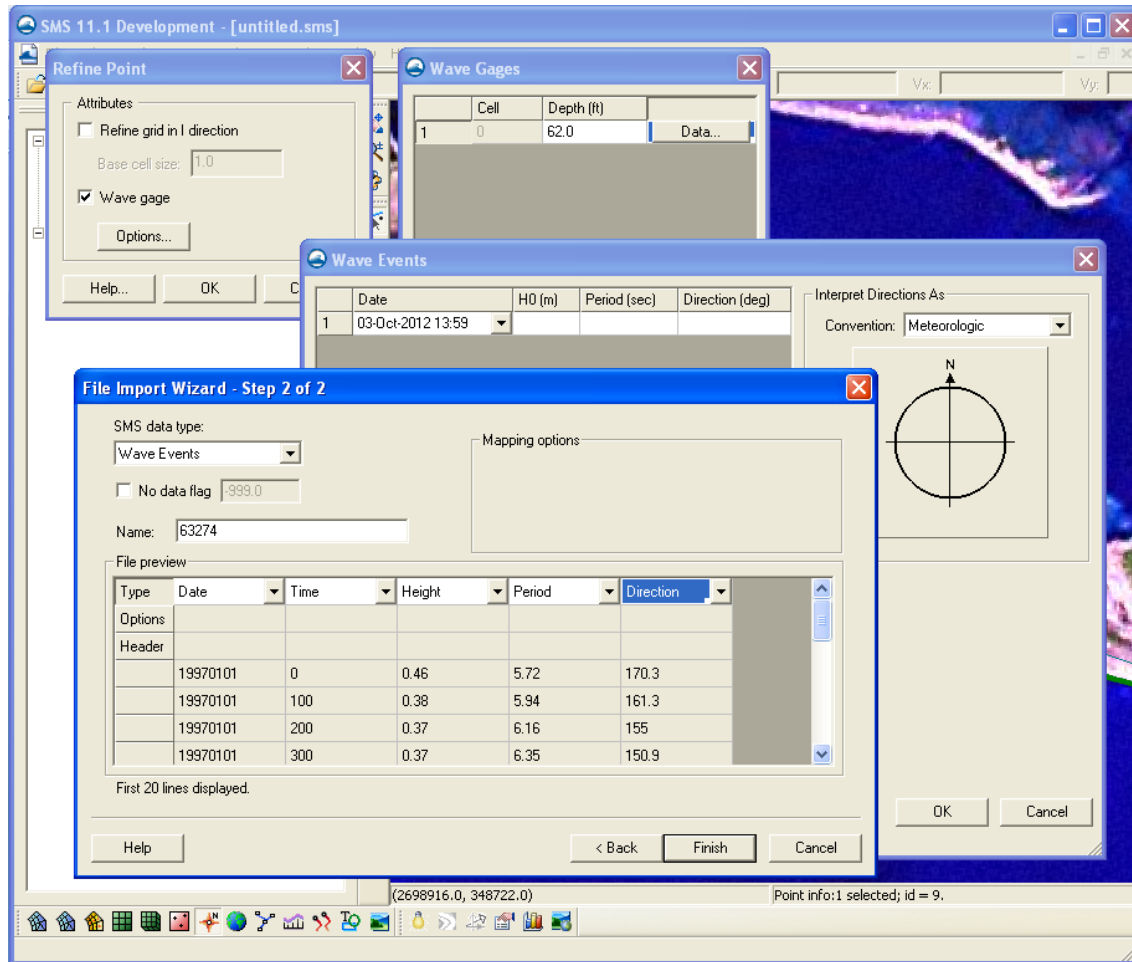 SMS 11.1 Development - [untitled.sms]
Refine Point
Attributes
Refine grid in I direction
Base cell size: 1.0
Wave gage
Options...
Help... OK
Wave Gages
Cell Depth (ft)
1 0 62.0 Data...
Vx: Vy:
Wave Events
Date H0 (m) Period (sec) Direction (deg)
1 03-Oct-2012 13:59
Interpret Directions As
Convention: Meteorologic
N
File Import Wizard - Step 2 of 2
SMS data type:
Wave Events
No data flag -999.0
Name: 63274
Mapping options
File preview
Type Date Time Height Period Direction
Options
Header
19970101 0 0.46 5.72 170.3
19970101 100 0.38 5.94 161.3
19970101 200 0.37 6.16 155
19970101 300 0.37 6.35 150.9
First 20 lines displayed.
Help < Back Finish Cancel
OK Cancel
(2698916.0, 348722.0) Point info:1 selected; id = 9.